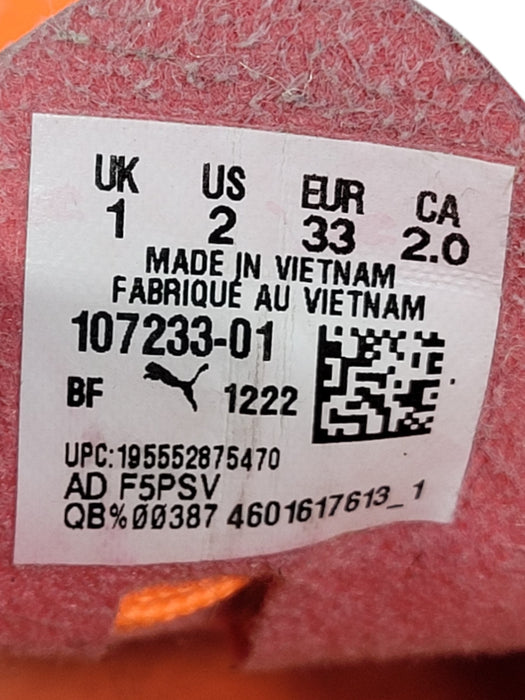 UK US EUR CA
1 2 33 2.0
MADE IN VIETNAM
FABRIQUÉ AU VIETNAM
107233-01
BF 1222
UPC:195552875470
AD F5PSV
QB%00387 4601617613_1